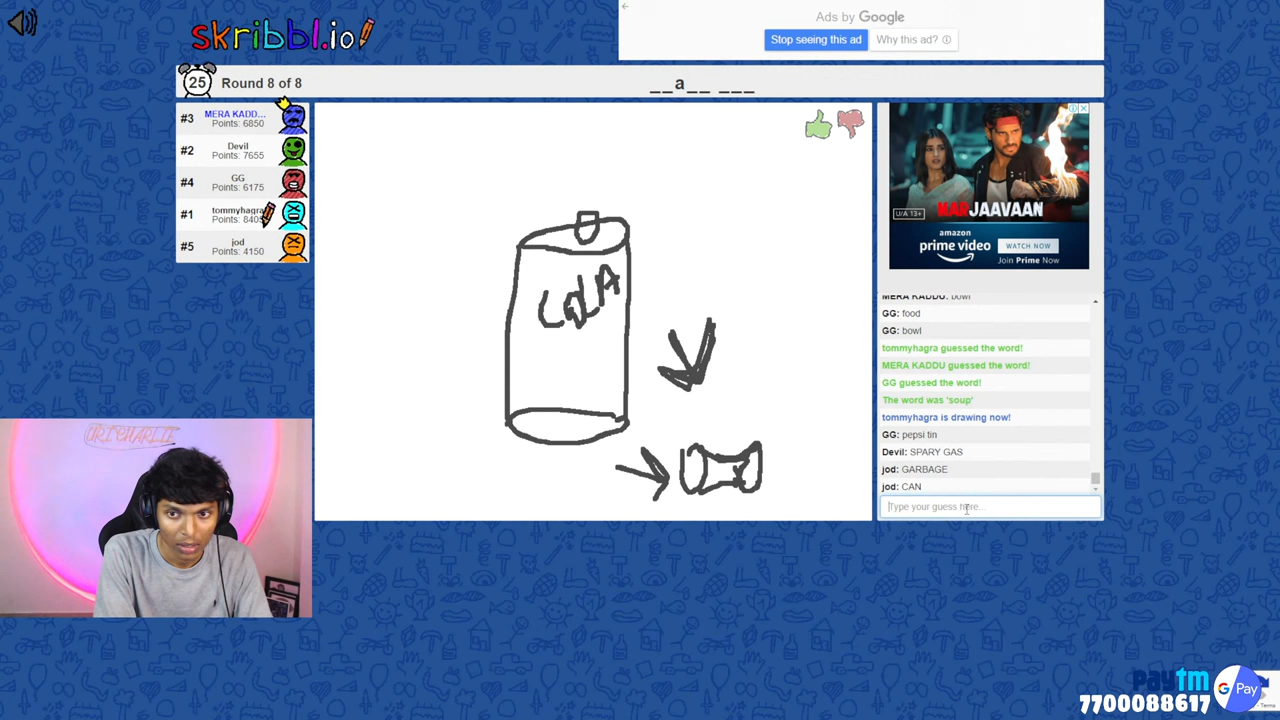 skribbl.io
Ads by Google
Stop seeing this ad
Why this ad?
25
Round 8 of 8
__a__ ___
#3
MERA KADD...
Points: 6850
#2
Devil
Points: 7655
#4
GG
Points: 6175
#1
tommyhagra
Points: 840
#5
jod
Points: 4150
COLA
U/A 13+
MARJAAVAAN
amazon
prime video
WATCH NOW
Join Prime Now
MERA KADDU: bowl
GG: food
GG: bowl
tommyhagra guessed the word!
MERA KADDU guessed the word!
GG guessed the word!
The word was 'soup'
tommyhagra is drawing now!
GG: pepsi tin
Devil: SPARY GAS
jod: GARBAGE
jod: CAN
Type your guess here...
paytm
7700088617
G Pay
- Terms